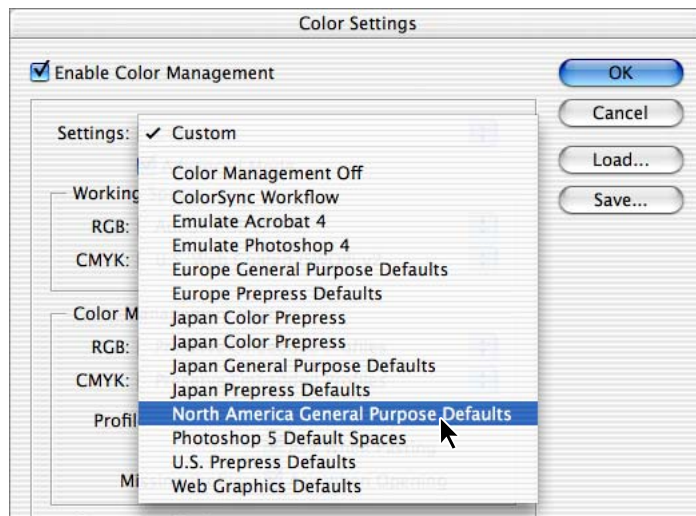 Color Settings
Enable Color Management
OK
Cancel
Load...
Save...
Settings: ✓ Custom
Color Management Off
ColorSync Workflow
Emulate Acrobat 4
Emulate Photoshop 4
Europe General Purpose Defaults
Europe Prepress Defaults
Japan Color Prepress
Japan Color Prepress
Japan General Purpose Defaults
Japan Prepress Defaults
North America General Purpose Defaults
Photoshop 5 Default Spaces
U.S. Prepress Defaults
Web Graphics Defaults
Working
RGB:
CMYK:
Color M
RGB:
CMYK:
Profil
Mi